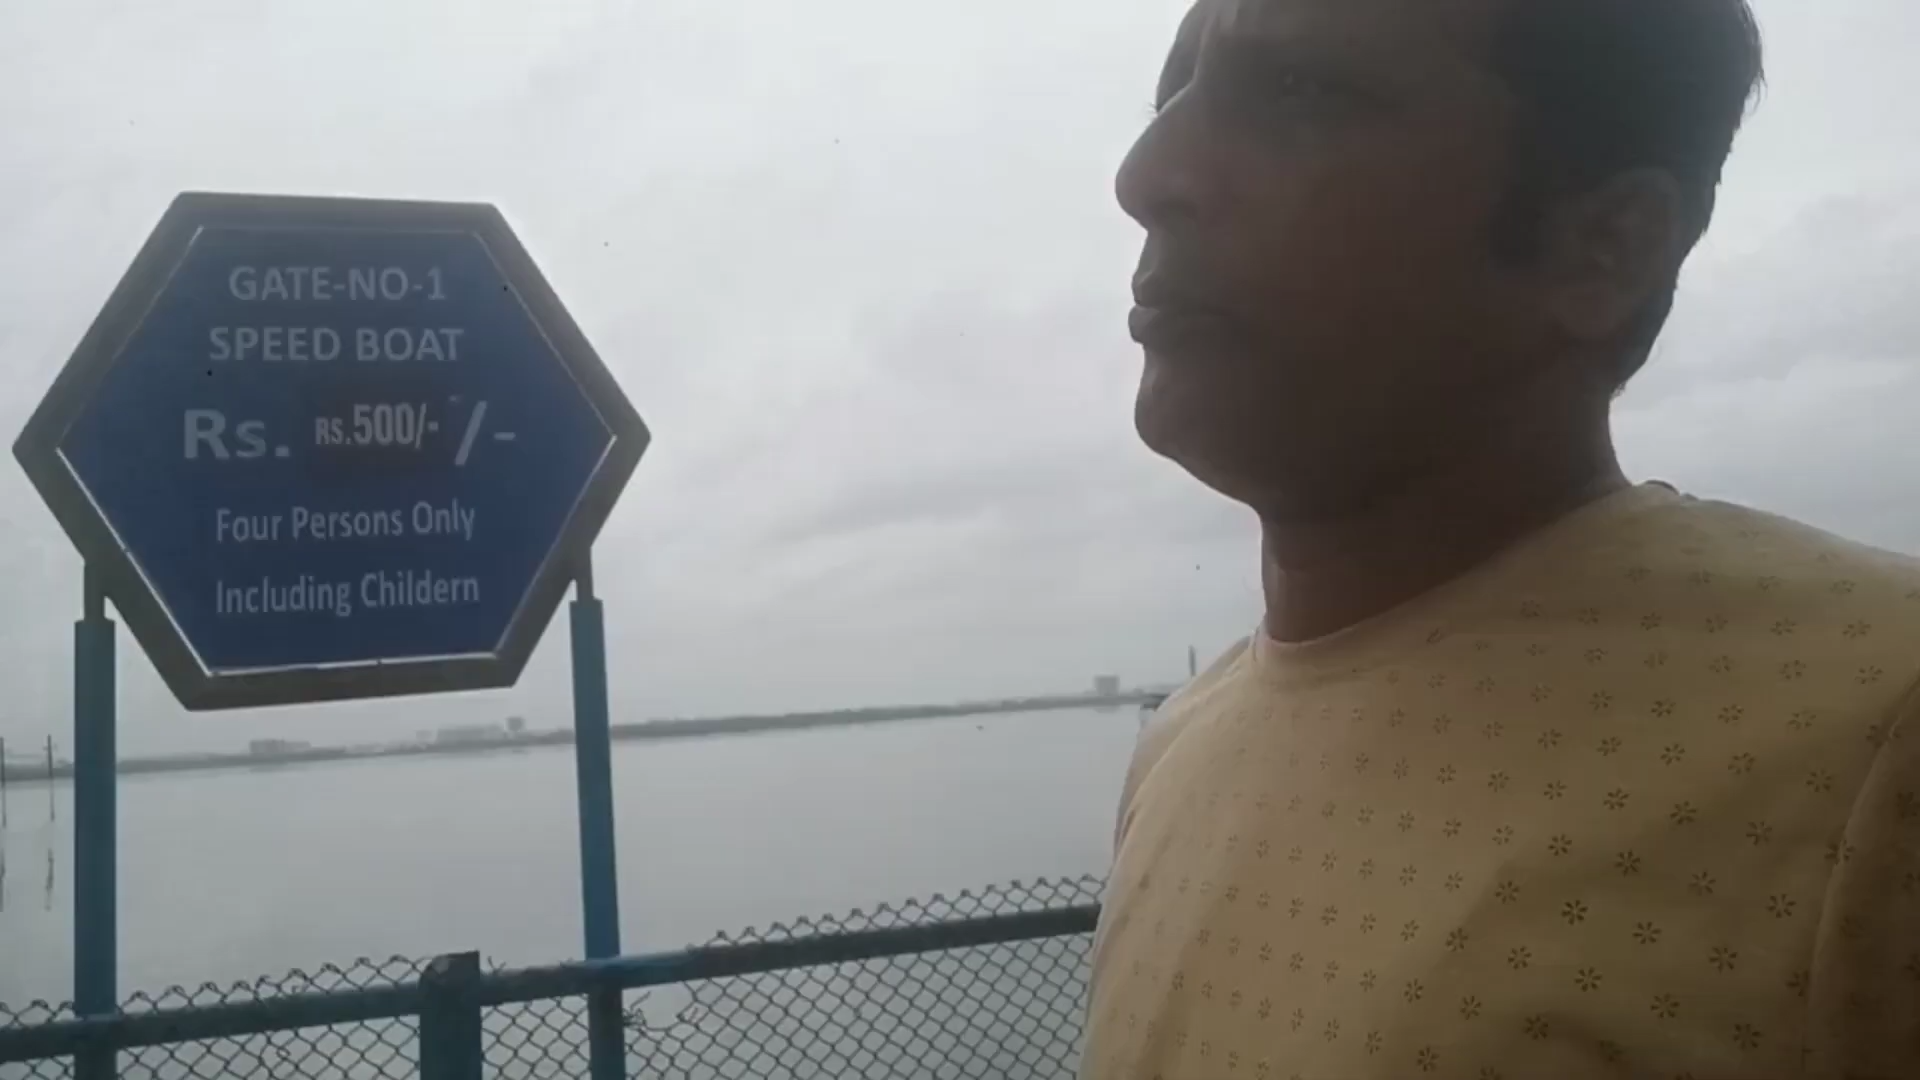 GATE-NO-1
SPEED BOAT
Rs. RS.500/- /-
Four Persons Only
Including Childern